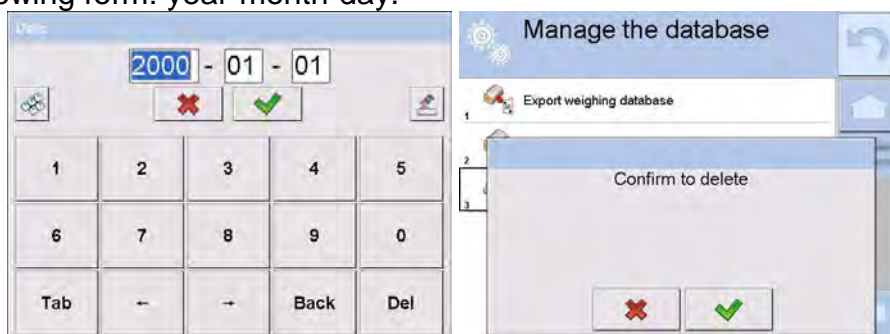 owing form: year-month-day.
Date
2000 - 01 - 01
1 2 3 4 5
6 7 8 9 0
Tab ← → Back Del
Manage the database
1 Export weighing database
2
3
Confirm to delete